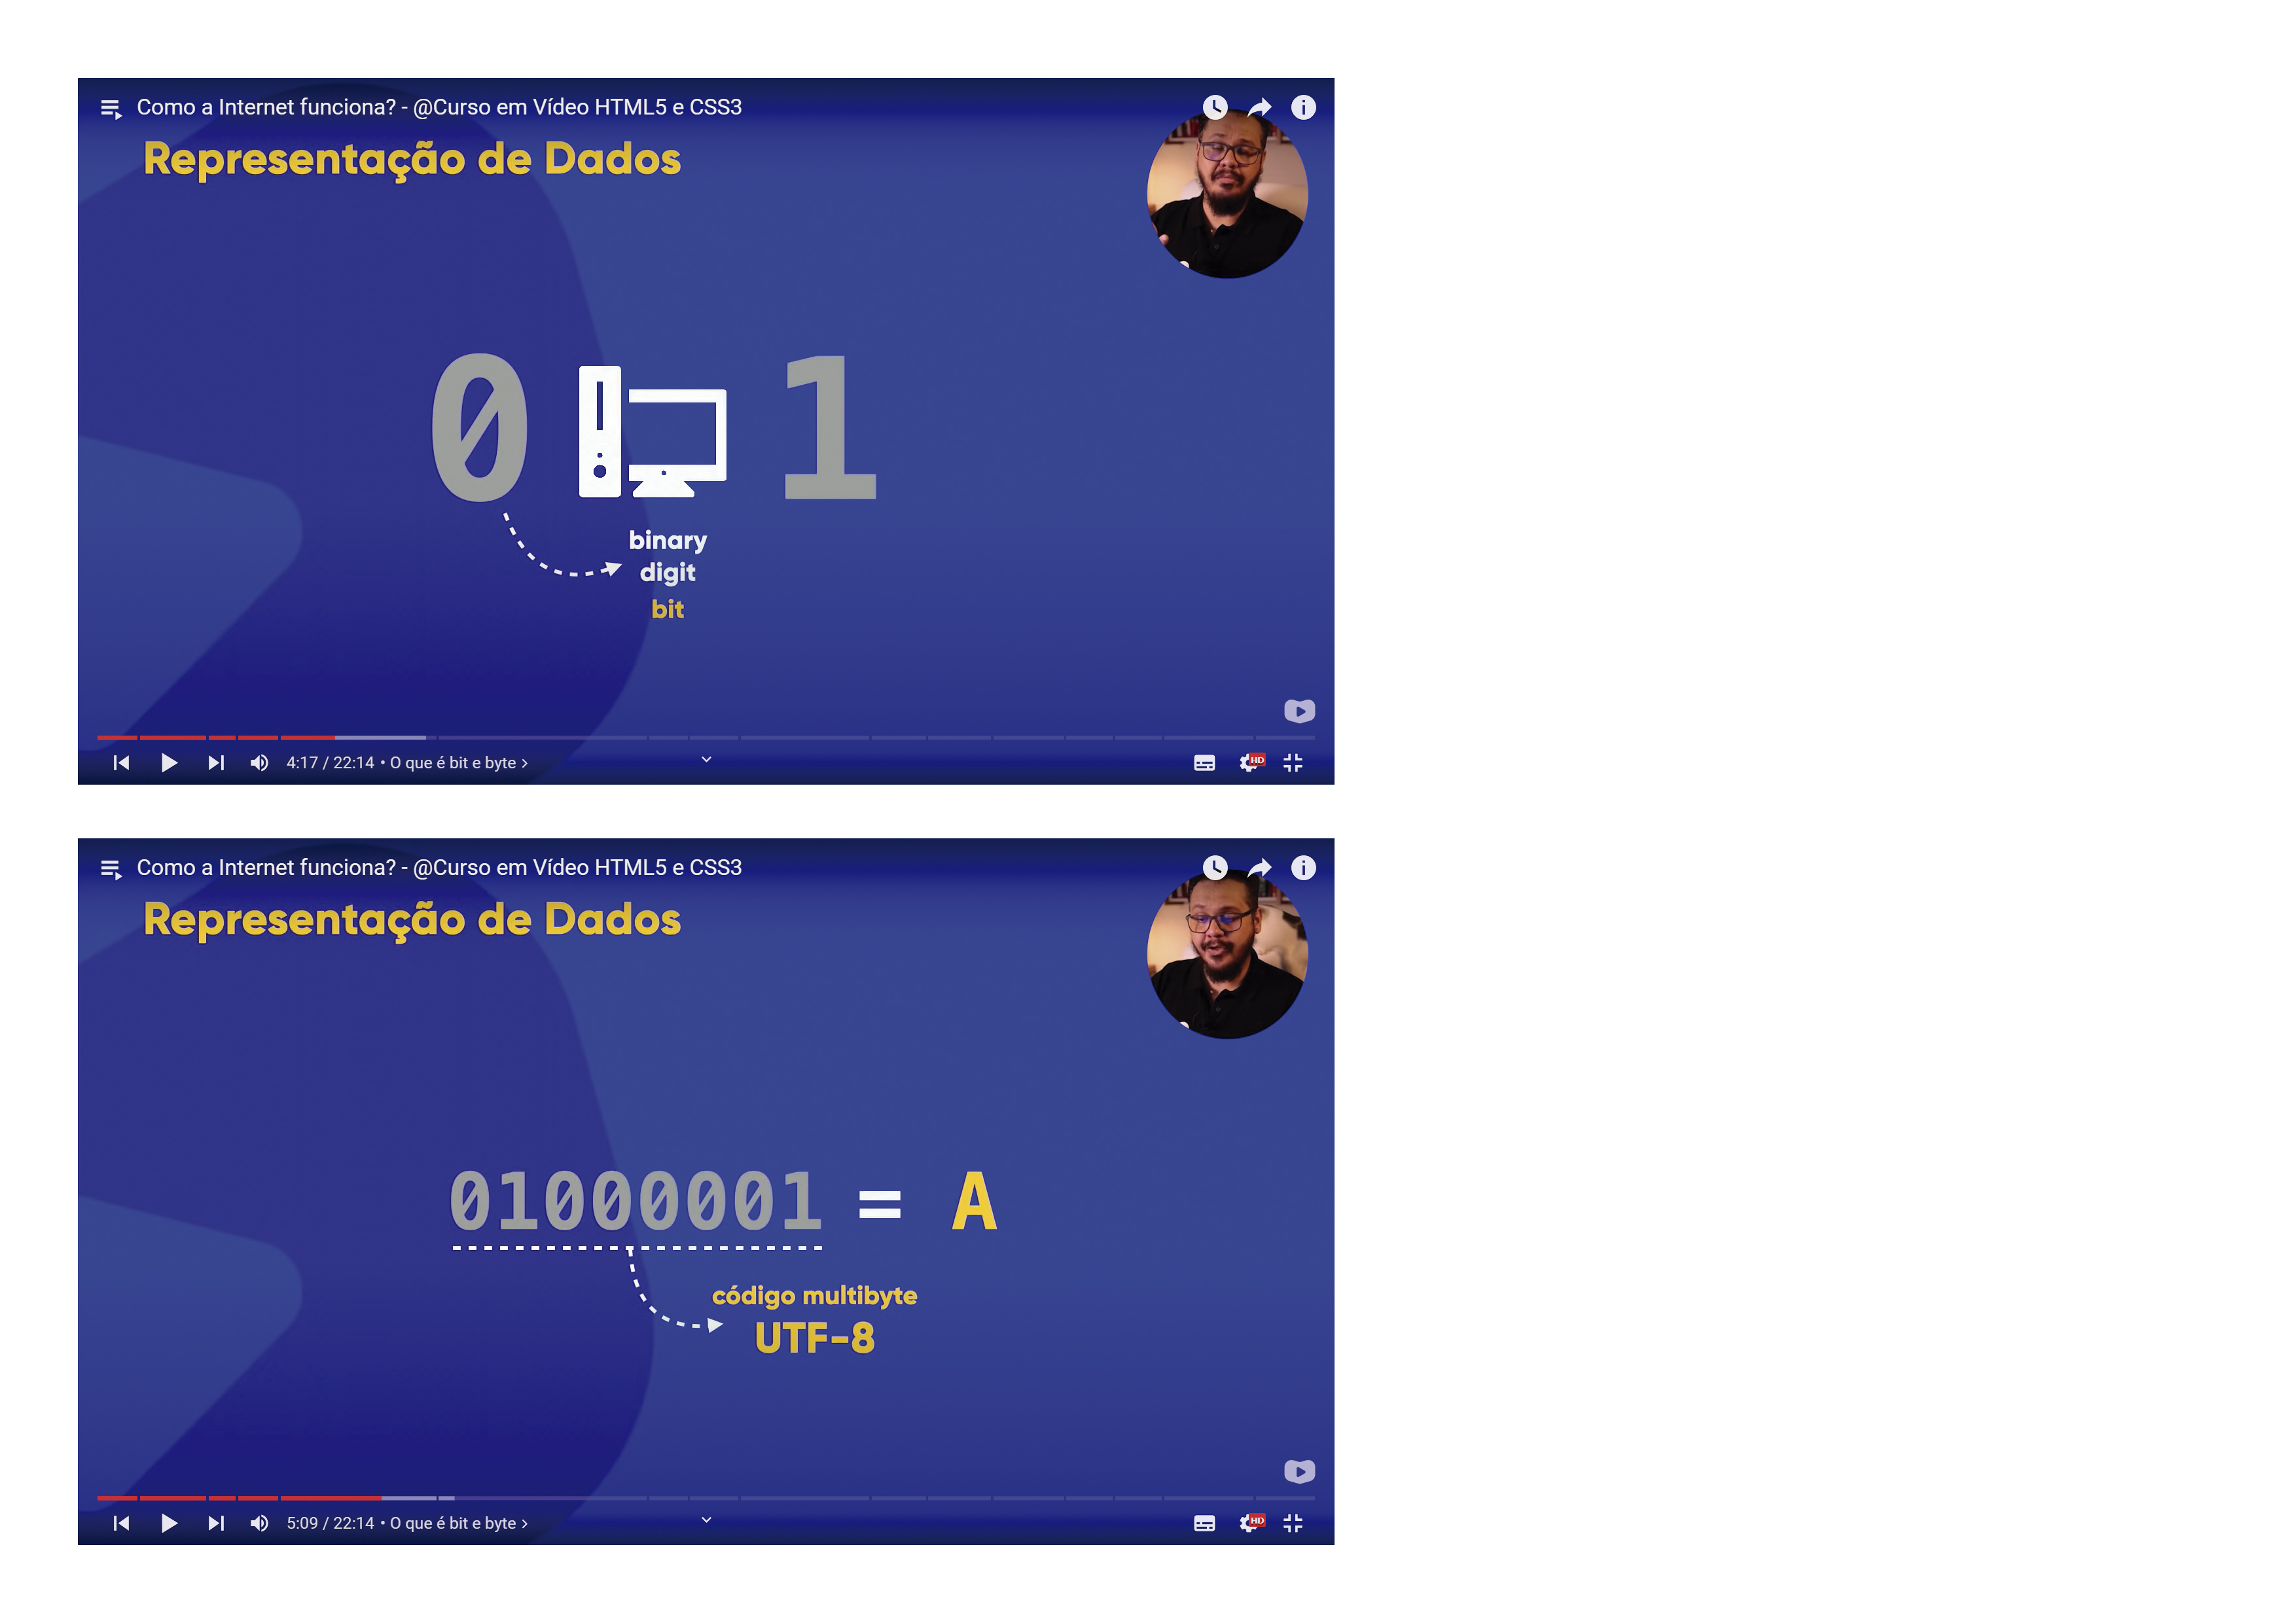 Como a Internet funciona? - @Curso em Vídeo HTML5 e CSS3
Representação de Dados
0 1
binary
digit
bit
4:17 / 22:14 • O que é bit e byte ›
HD
Como a Internet funciona? - @Curso em Vídeo HTML5 e CSS3
Representação de Dados
01000001 = A
código multibyte
UTF-8
5:09 / 22:14 • O que é bit e byte ›
HD